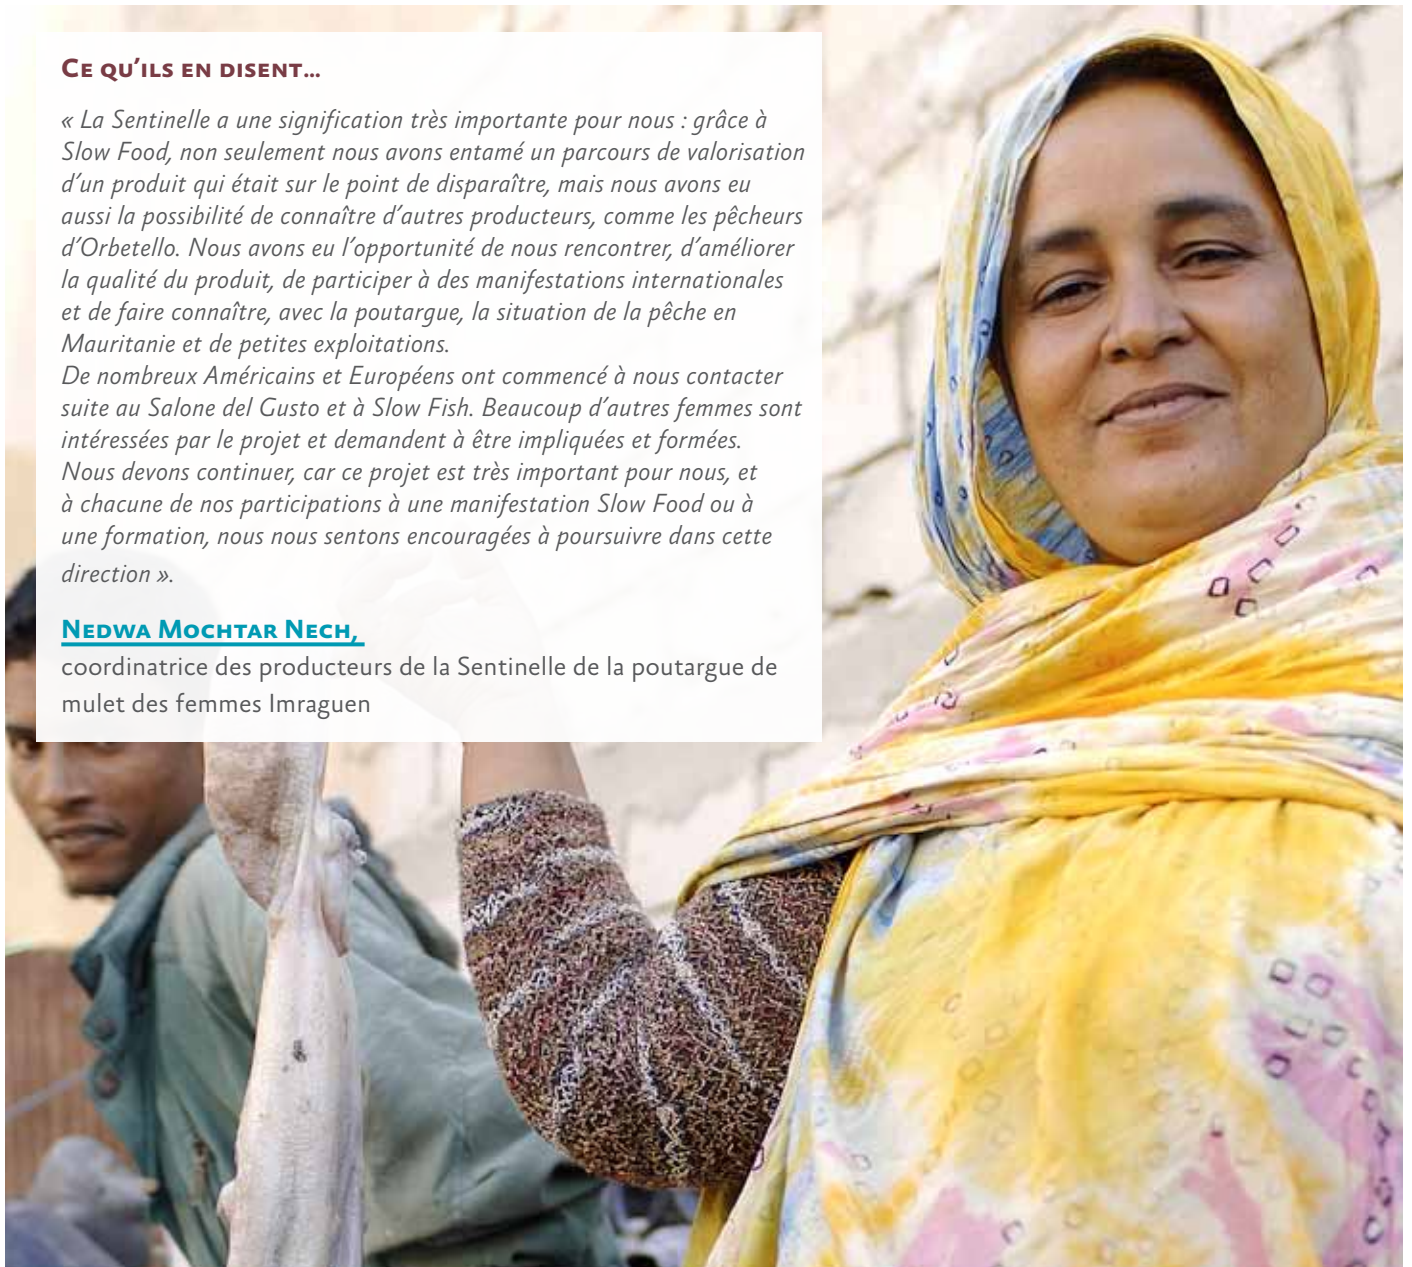 Ce qu'ils en disent…
« La Sentinelle a une signification très importante pour nous : grâce à
Slow Food, non seulement nous avons entamé un parcours de valorisation
d'un produit qui était sur le point de disparaître, mais nous avons eu
aussi la possibilité de connaître d'autres producteurs, comme les pêcheurs
d'Orbetello. Nous avons eu l'opportunité de nous rencontrer, d'améliorer
la qualité du produit, de participer à des manifestations internationales
et de faire connaître, avec la poutargue, la situation de la pêche en
Mauritanie et de petites exploitations.
De nombreux Américains et Européens ont commencé à nous contacter
suite au Salone del Gusto et à Slow Fish. Beaucoup d'autres femmes sont
intéressées par le projet et demandent à être impliquées et formées.
Nous devons continuer, car ce projet est très important pour nous, et
à chacune de nos participations à une manifestation Slow Food ou à
une formation, nous nous sentons encouragées à poursuivre dans cette
direction ».
Nedwa Mochtar Nech,
coordinatrice des producteurs de la Sentinelle de la poutargue de
mulet des femmes Imraguen